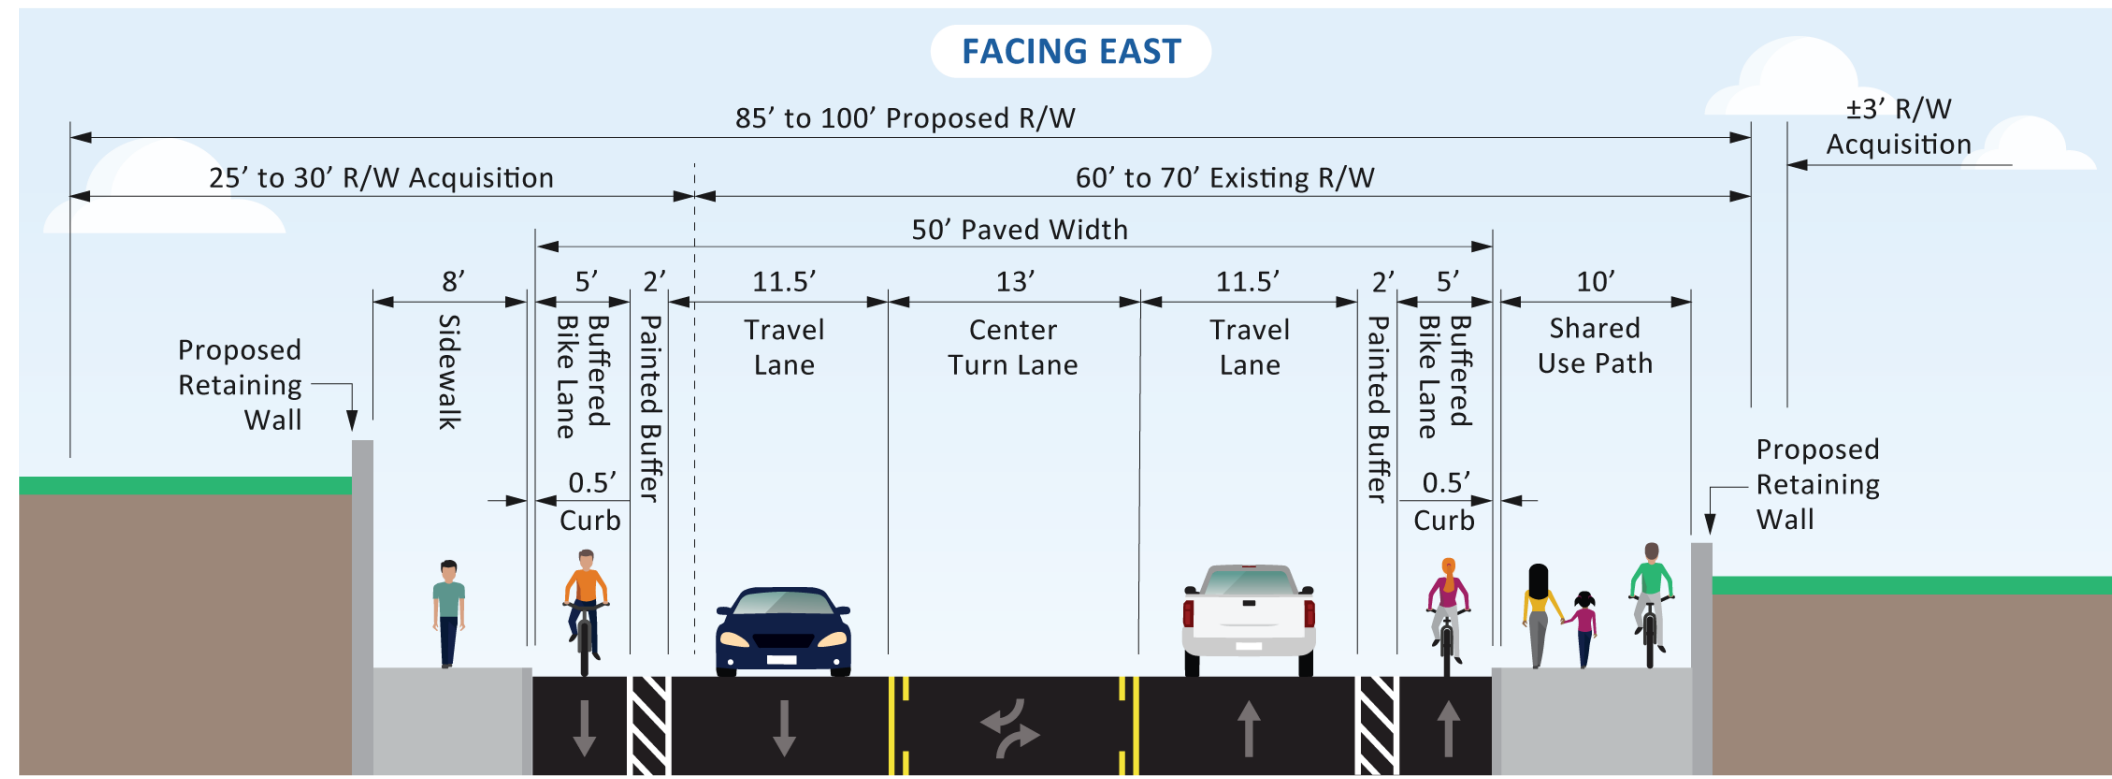 FACING EAST
85’ to 100’ Proposed R/W
±3’ R/W
Acquisition
25’ to 30’ R/W Acquisition
60’ to 70’ Existing R/W
50’ Paved Width
8’
5’
2’
11.5’
13’
11.5’
2’
5’
10’
Sidewalk
Buffered
Bike Lane
Painted Buffer
Travel
Lane
Center
Turn Lane
Travel
Lane
Painted Buffer
Buffered
Bike Lane
Shared
Use Path
Proposed
Retaining
Wall
0.5’
Curb
0.5’
Curb
Proposed
Retaining
Wall